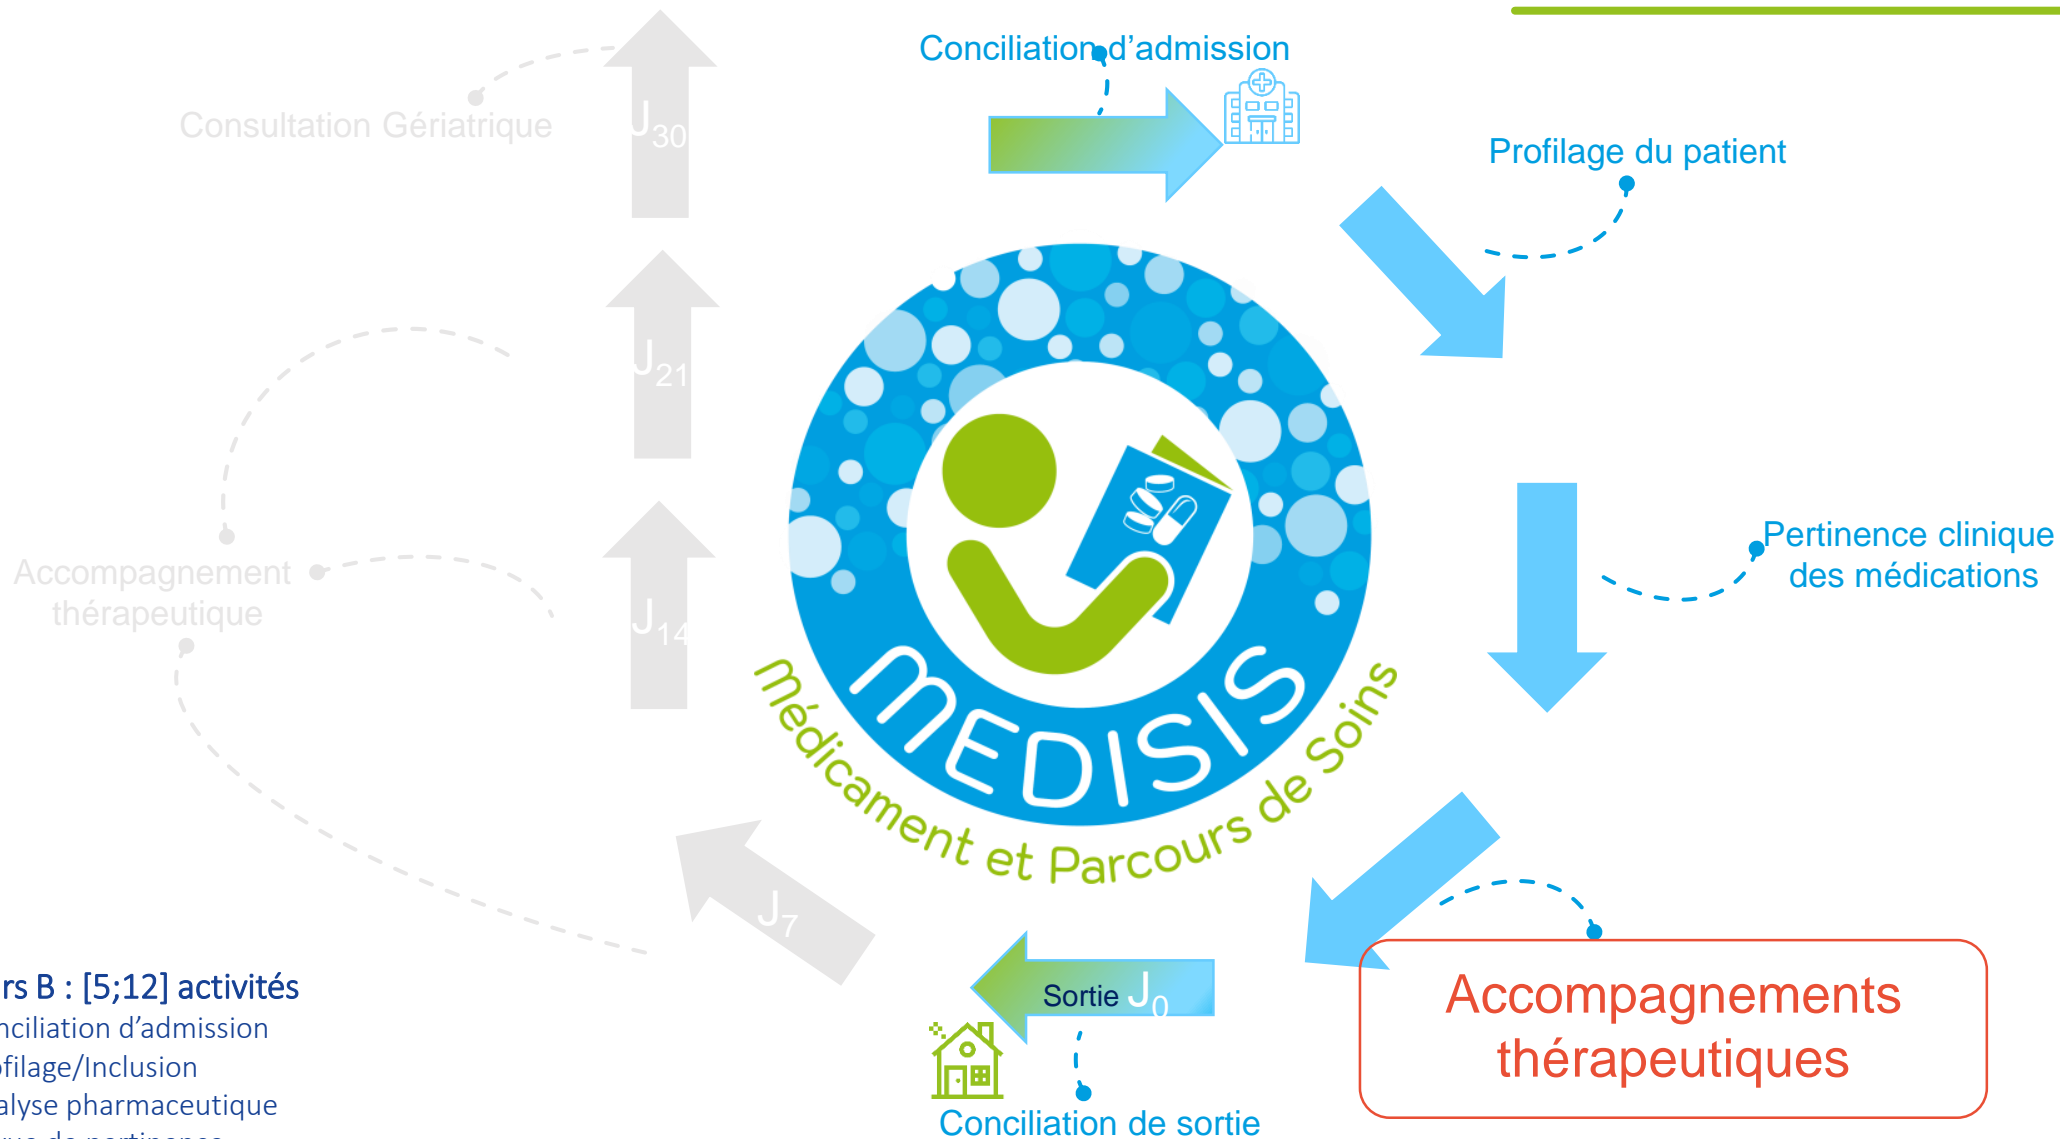 Conciliation d'admission
Consultation Gériatrique
J30
Profilage du patient
J21
Pertinence clinique
des médications
Accompagnement
thérapeutique
J14
MEDISIS
Médicament et Parcours de Soins
J7
Sortie J0
Accompagnements
thérapeutiques
Conciliation de sortie
rs B : [5;12] activités
nciliation d'admission
ofilage/Inclusion
alyse pharmaceutique